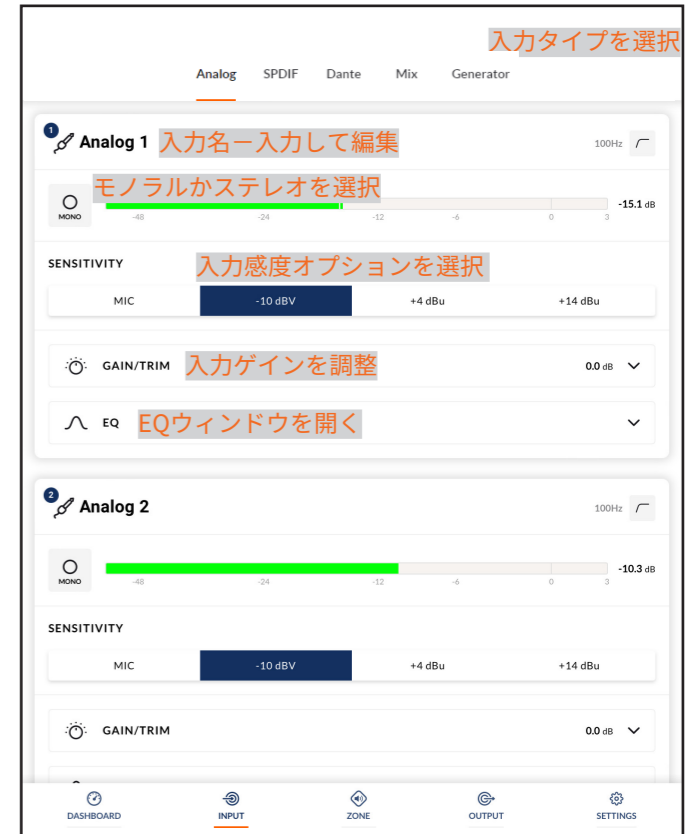 入力タイプを選択
Analog SPDIF Dante Mix Generator
1
Analog 1 入力名－入力して編集 100Hz
モノラルかステレオを選択
MONO -48 -24 -12 -6 0 3 -15.1 dB
SENSITIVITY 入力感度オプションを選択
MIC -10 dBV +4 dBu +14 dBu
GAIN/TRIM 入力ゲインを調整 0.0 dB
EQ EQウィンドウを開く
2
Analog 2 100Hz
MONO -48 -24 -12 -6 0 3 -10.3 dB
SENSITIVITY
MIC -10 dBV +4 dBu +14 dBu
GAIN/TRIM 0.0 dB
DASHBOARD INPUT ZONE OUTPUT SETTINGS